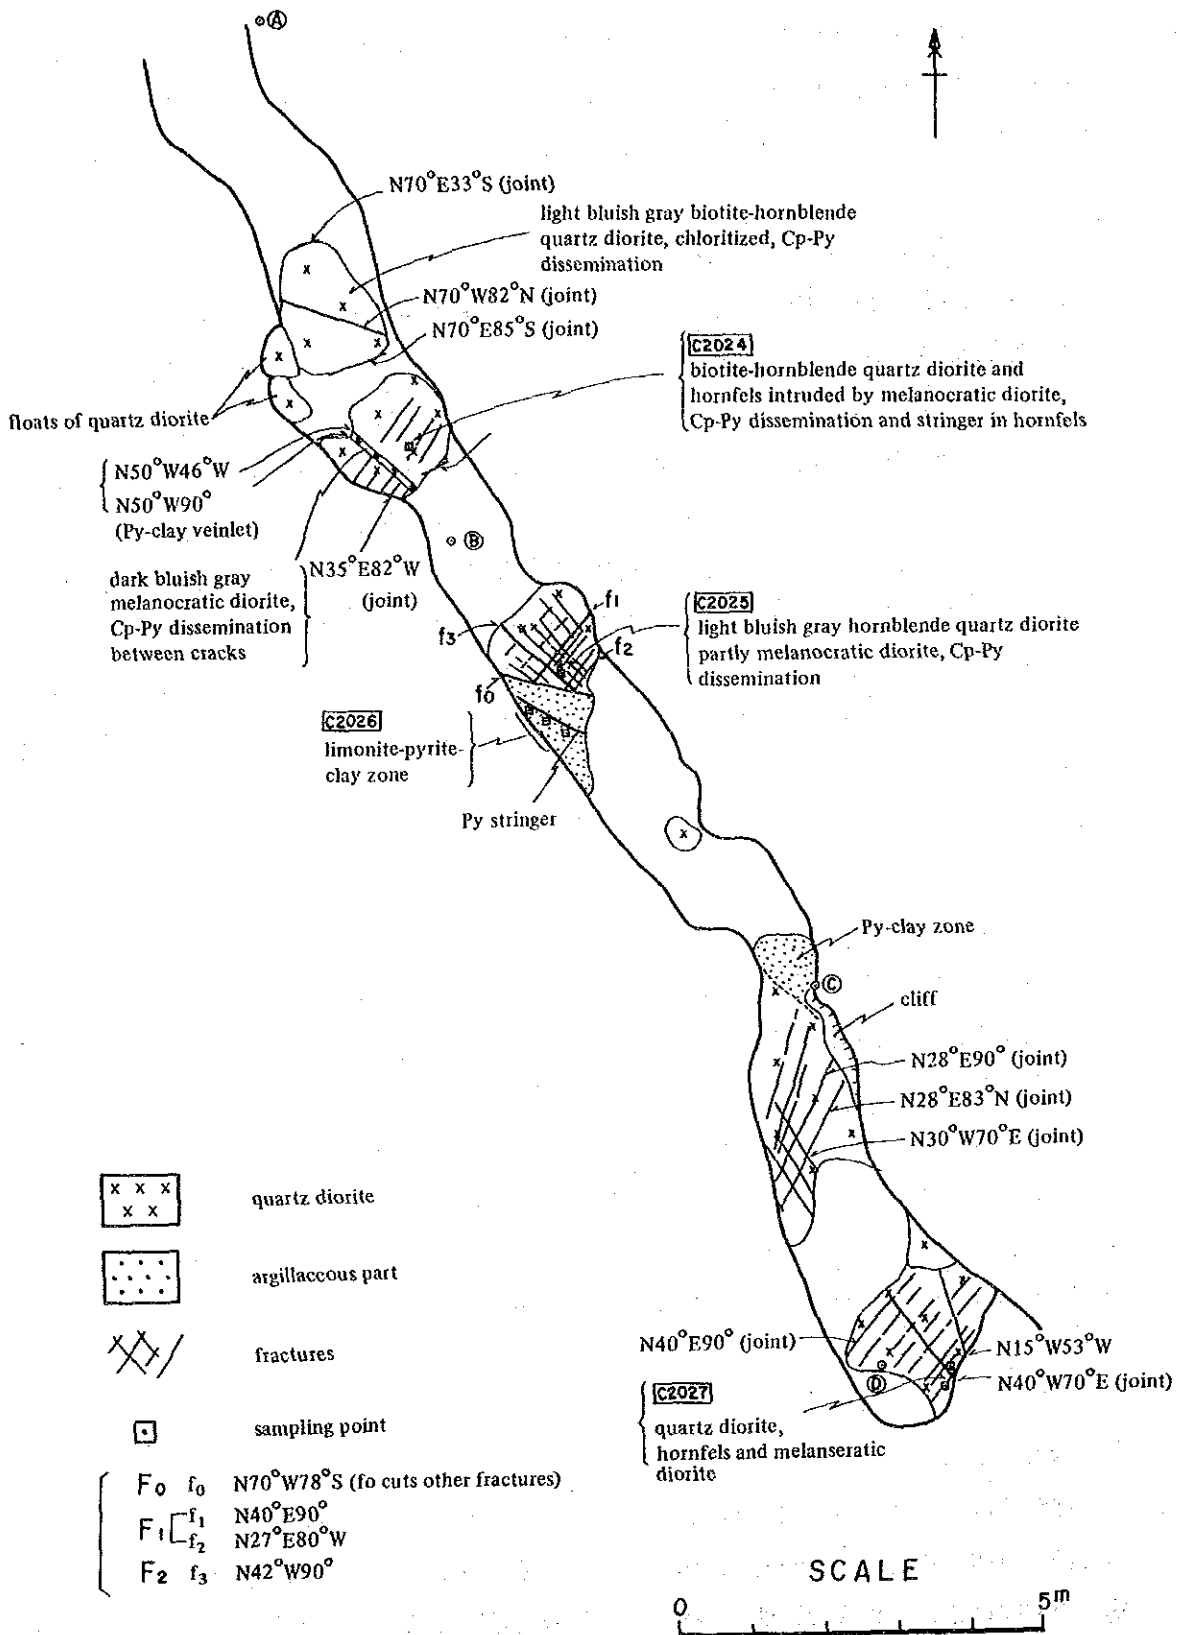 Ⓐ
N70°E33°S (joint)
light bluish gray biotite-hornblende
quartz diorite, chloritized, Cp-Py
dissemination
N70°W82°N (joint)
N70°E85°S (joint)
C2024
biotite-hornblende quartz diorite and
hornfels intruded by melanocratic diorite,
Cp-Py dissemination and stringer in hornfels
floats of quartz diorite
N50°W46°W
N50°W90°
(Py-clay veinlet)
Ⓑ
dark bluish gray
melanocratic diorite,
Cp-Py dissemination
between cracks
N35°E82°W
(joint)
f1
f3
f2
f0
C2025
light bluish gray hornblende quartz diorite
partly melanocratic diorite, Cp-Py
dissemination
C2026
limonite-pyrite-
clay zone
Py stringer
Py-clay zone
Ⓒ
cliff
N28°E90° (joint)
N28°E83°N (joint)
N30°W70°E (joint)
quartz diorite
argillaceous part
fractures
sampling point
N40°E90° (joint)
N15°W53°W
N40°W70°E (joint)
Ⓓ
C2027
quartz diorite,
hornfels and melanseratic
diorite
F0 f0 N70°W78°S (fo cuts other fractures)
F1 f1 N40°E90°
f2 N27°E80°W
F2 f3 N42°W90°
SCALE
0 5m